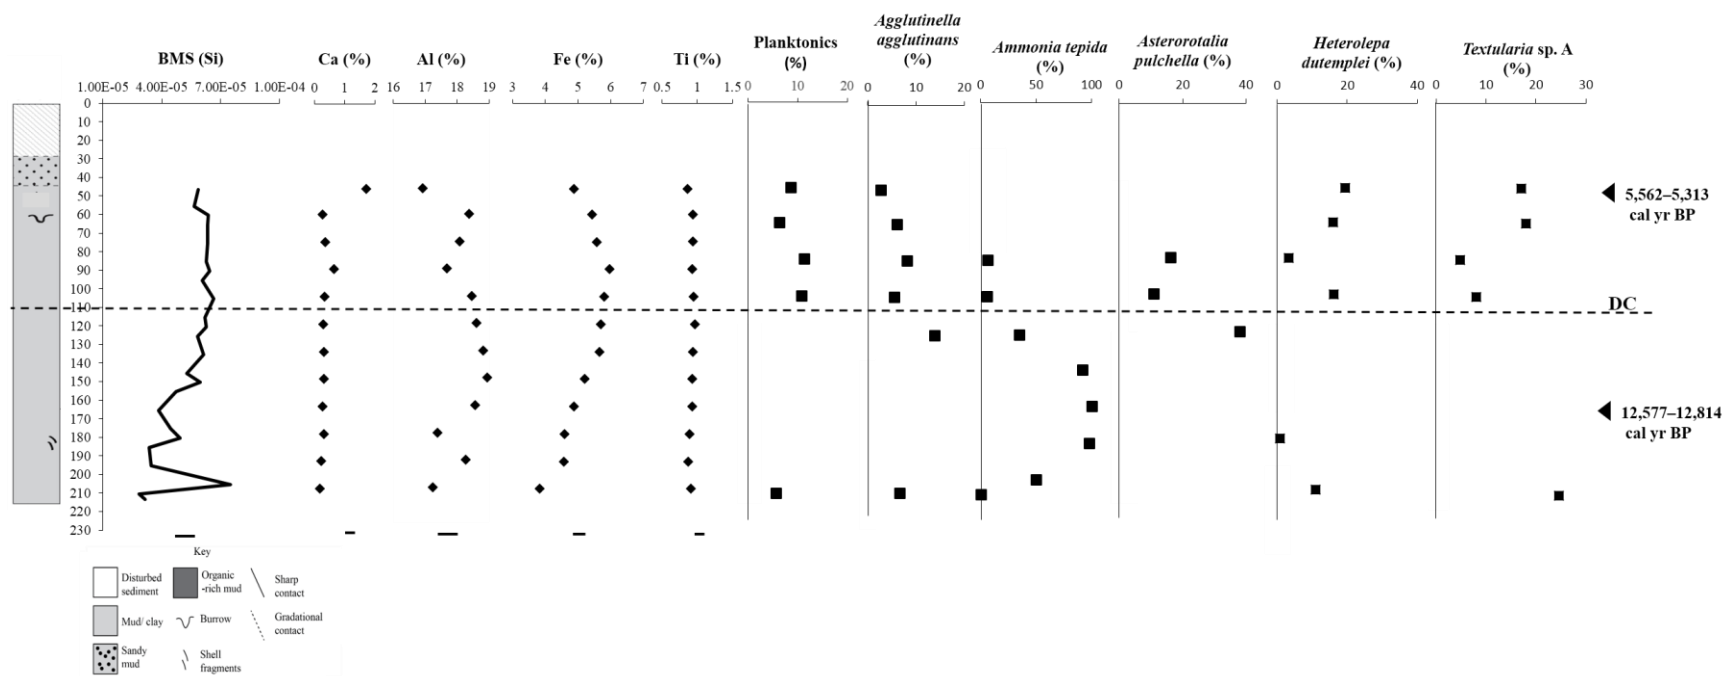 BMS (Si)
Ca (%)
Al (%)
Fe (%)
Ti (%)
Planktonics
(%)
Agglutinella
agglutinans
(%)
Ammonia tepida
(%)
Asterorotalia
pulchella (%)
Heterolepa
dutemplei (%)
Textularia sp. A
(%)
1.00E-05 4.00E-05 7.00E-05 1.00E-04
0 1 2
16 17 18 19
3 4 5 6 7
0.5 1 1.5
0 10 20
0 10 20
0 50 100
0 20 40
0 20 40
0 10 20 30
0
10
20
30
40
50
60
70
80
90
100
110
120
130
140
150
160
170
180
190
200
210
220
230
5,562–5,313
cal yr BP
DC
12,577–12,814
cal yr BP
Key
Disturbed
sediment
Organic
-rich mud
Sharp
contact
Mud/ clay
Burrow
Gradational
contact
Sandy
mud
Shell
fragments